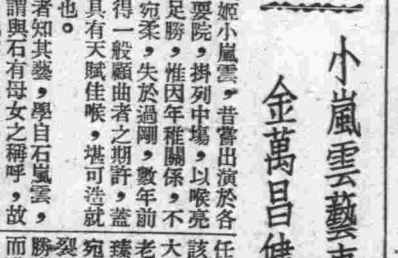 小嵐雲藝
金萬昌
姬小嵐雲，昔嘗出演於各
耍院，掛列中場，以喉亮
足勝，惟因年稚關係，不
宛柔，失於過剛，數年前
得一般顧曲者之期許，蓋
具有天賦佳喉，堪可浩就
也。
者知其藝，學自石嵐雲，
謂與石有母女之稱呼，故
任
該
大
老
臻
宛
裂
勝
而